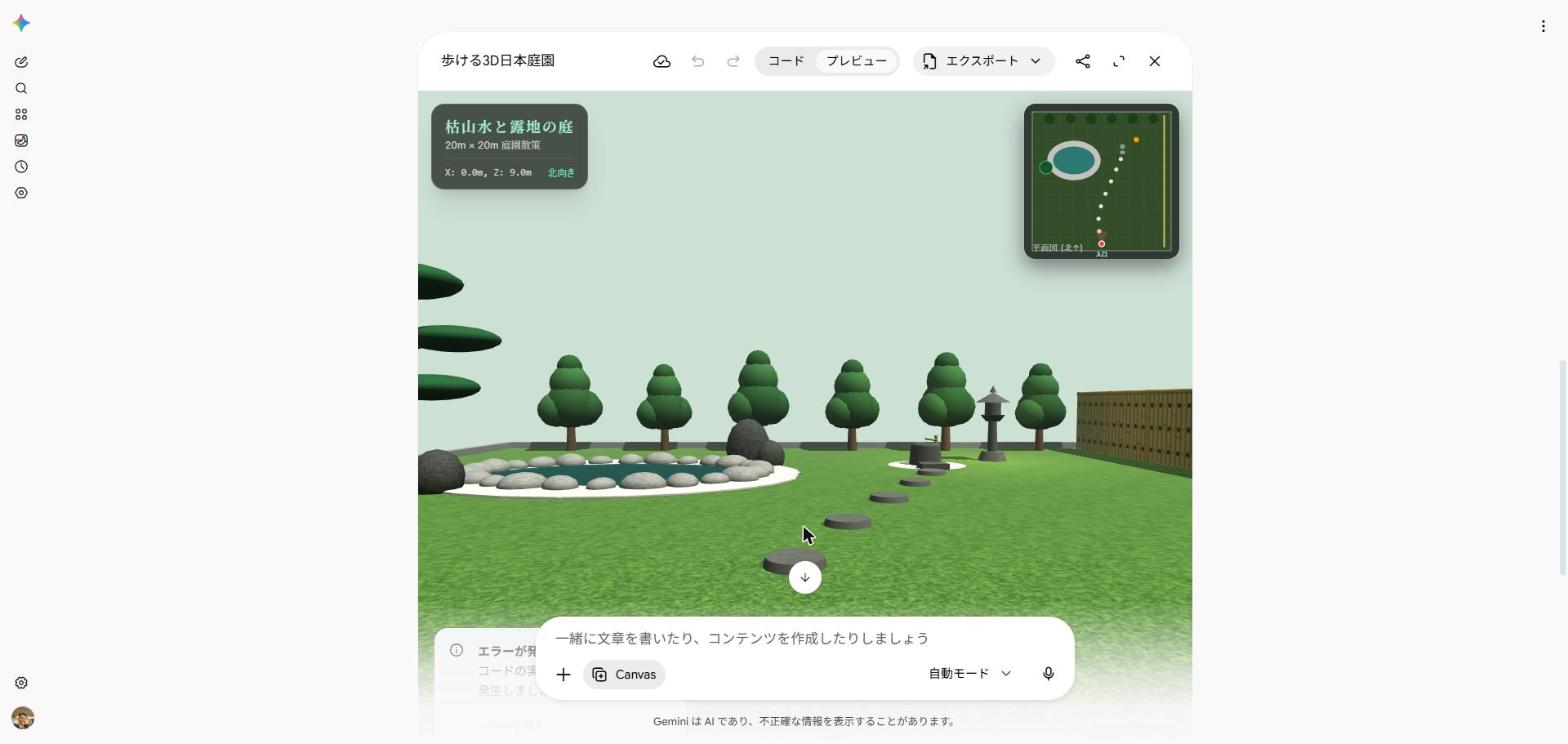 歩ける3D日本庭園
コード
プレビュー
エクスポート
枯山水と露地の庭
20m × 20m 庭園散策
X: 0.0m, Z: 9.0m 北向き
平面図 (北↑)
入口
エラーが発
コードの実
発生しまし
一緒に文章を書いたり、コンテンツを作成したりしましょう
Canvas
自動モード
Gemini は AI であり、不正確な情報を表示することがあります。